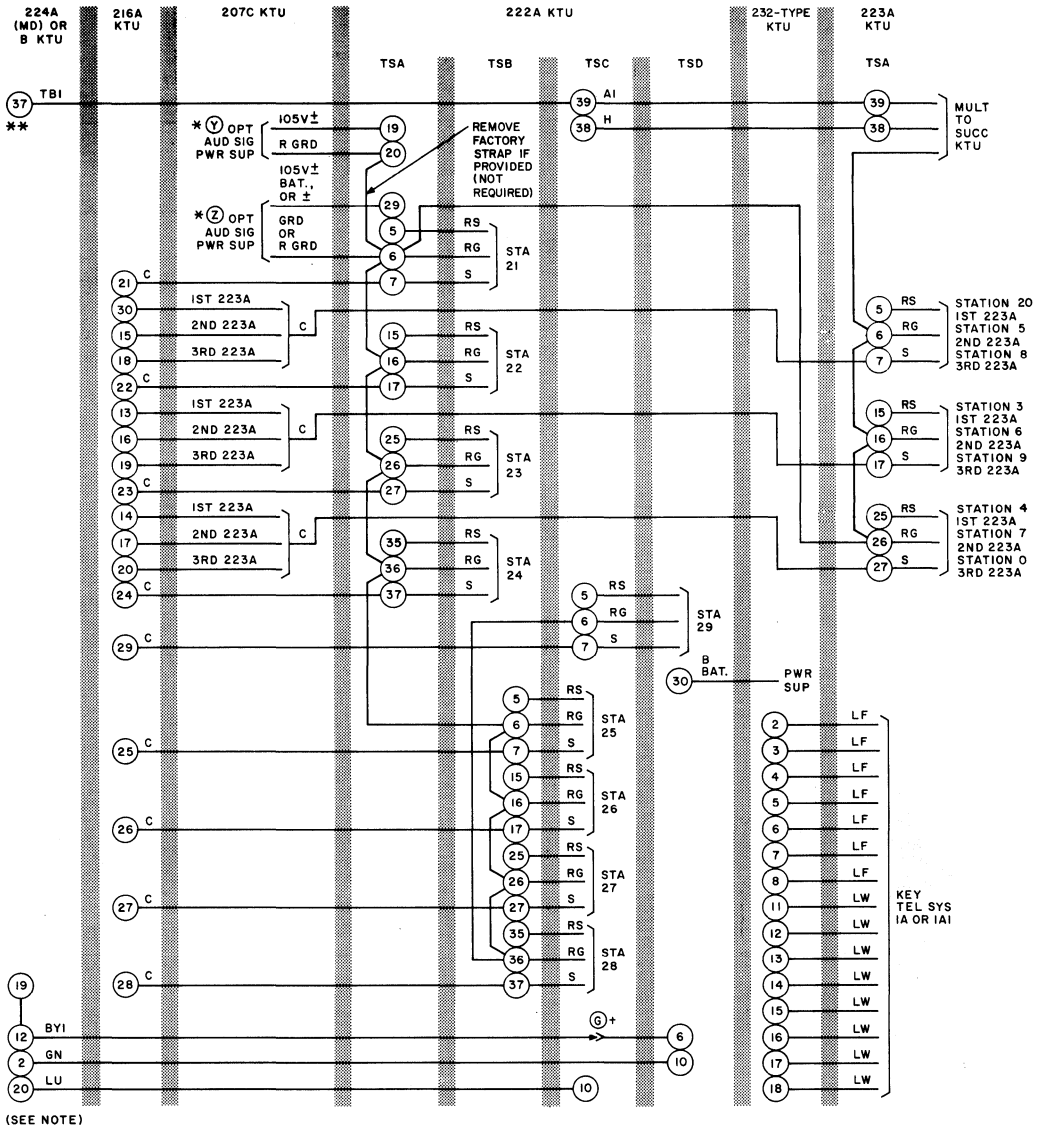 224A (MD) OR B KTU
216A KTU
207C KTU
222A KTU
232-TYPE KTU
223A KTU
TSA
TSB
TSC
TSD
TSA
37 TB1
**
39 A1
39
38 H
38
MULT TO SUCC KTU
* Y OPT AUD SIG PWR SUP
105V±
19
R GRD
20
REMOVE FACTORY STRAP IF PROVIDED (NOT REQUIRED)
* Z OPT AUD SIG PWR SUP
105V± BAT., OR ±
29
GRD OR R GRD
5 RS
6 RG
7 S
STA 21
21 C
30 1ST 223A
15 2ND 223A
18 3RD 223A
C
22 C
15 RS
16 RG
17 S
STA 22
5 RS
6 RG
7 S
STATION 20
1ST 223A
STATION 5
2ND 223A
STATION 8
3RD 223A
13 1ST 223A
16 2ND 223A
19 3RD 223A
C
23 C
25 RS
26 RG
27 S
STA 23
15 RS
16 RG
17 S
STATION 3
1ST 223A
STATION 6
2ND 223A
STATION 9
3RD 223A
14 1ST 223A
17 2ND 223A
20 3RD 223A
C
24 C
35 RS
36 RG
37 S
STA 24
25 RS
26 RG
27 S
STATION 4
1ST 223A
STATION 7
2ND 223A
STATION 0
3RD 223A
29 C
5 RS
6 RG
7 S
STA 29
30 B BAT.
PWR SUP
25 C
5 RS
6 RG
7 S
STA 25
26 C
15 RS
16 RG
17 S
STA 26
27 C
25 RS
26 RG
27 S
STA 27
28 C
35 RS
36 RG
37 S
STA 28
2 LF
3 LF
4 LF
5 LF
6 LF
7 LF
8 LF
11 LW
12 LW
13 LW
14 LW
15 LW
16 LW
17 LW
18 LW
KEY TEL SYS 1A OR 1A1
19
12 BY1
G +
6
2 GN
10
20 LU
10
(SEE NOTE)